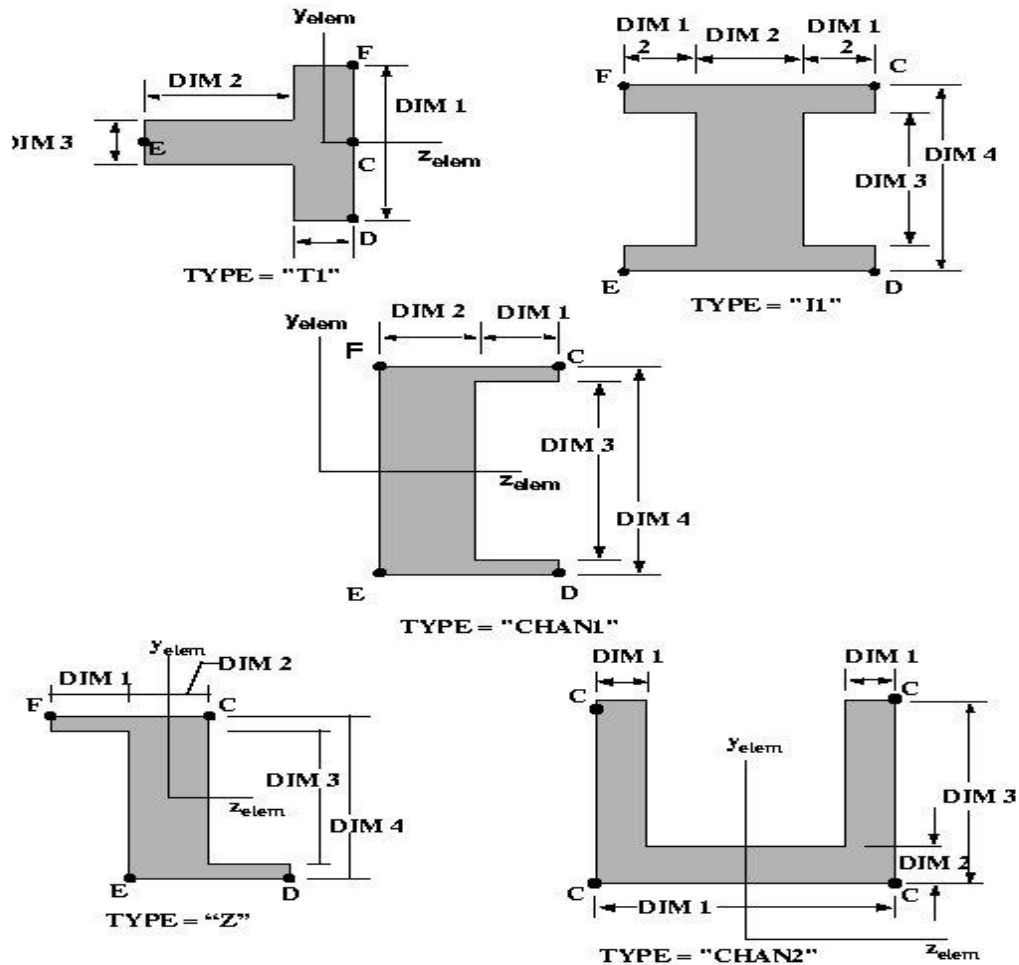 yelem
F
DIM 2
DIM 1
DIM 3
E
C
zelem
D
TYPE = "T1"
DIM 1
2
DIM 2
DIM 1
2
F
C
DIM 4
DIM 3
E
D
TYPE = "I1"
yelem
DIM 2
DIM 1
F
C
DIM 3
zelem
DIM 4
E
D
TYPE = "CHAN1"
yelem
DIM 2
DIM 1
F
C
DIM 3
zelem
DIM 4
E
D
TYPE = “Z”
DIM 1
DIM 1
C
C
yelem
DIM 3
DIM 2
C
C
DIM 1
zelem
TYPE = "CHAN2"